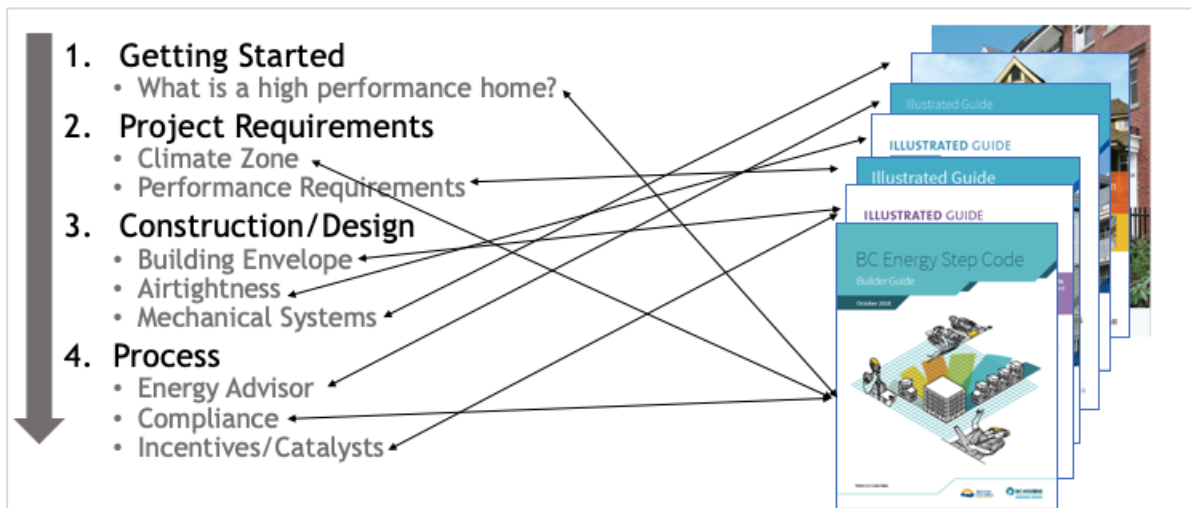 1. Getting Started
• What is a high performance home?
2. Project Requirements
• Climate Zone
• Performance Requirements
3. Construction/Design
• Building Envelope
• Airtightness
• Mechanical Systems
4. Process
• Energy Advisor
• Compliance
• Incentives/Catalysts
Illustrated Guide
ILLUSTRATED GUIDE
Illustrated Guide
ILLUSTRATED GUIDE
BC Energy Step Code
Builder Guide
October 2018
BC HOUSING